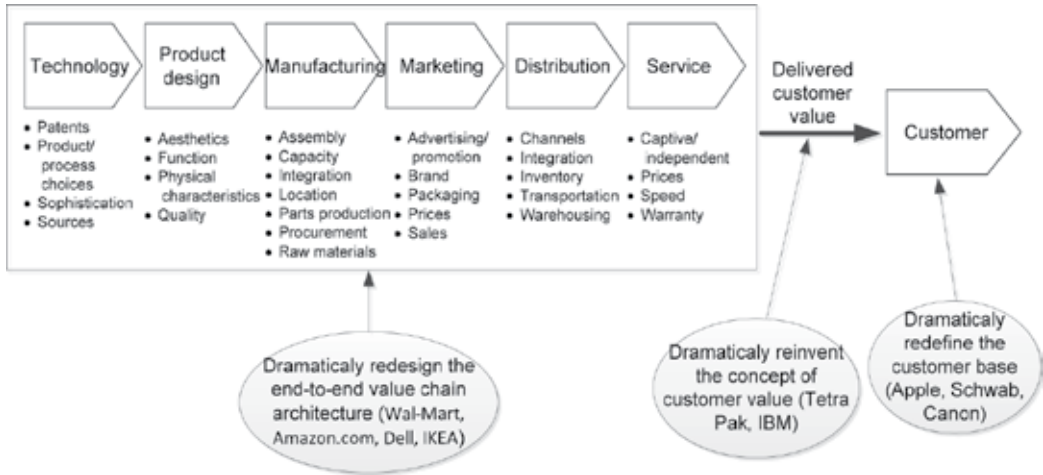 Technology
Product
design
Manufacturing
Marketing
Distribution
Service
Delivered
customer
value
Customer
• Patents
• Product/
process
choices
• Sophistication
• Sources
• Aesthetics
• Function
• Physical
characteristics
• Quality
• Assembly
• Capacity
• Integration
• Location
• Parts production
• Procurement
• Raw materials
• Advertising/
promotion
• Brand
• Packaging
• Prices
• Sales
• Channels
• Integration
• Inventory
• Transportation
• Warehousing
• Captive/
independent
• Prices
• Speed
• Warranty
Dramaticaly redesign the
end-to-end value chain
architecture (Wal-Mart,
Amazon.com, Dell, IKEA)
Dramaticaly reinvent
the concept of
customer value (Tetra
Pak, IBM)
Dramaticaly
redefine the
customer base
(Apple, Schwab,
Canon)